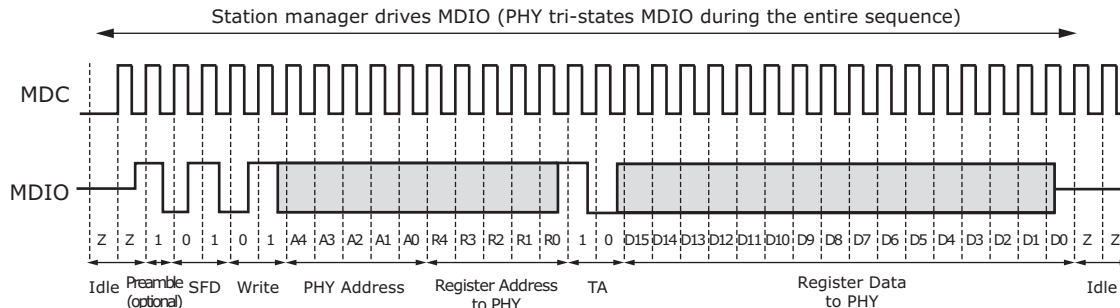 Station manager drives MDIO (PHY tri-states MDIO during the entire sequence)
MDC
MDIO
Z Z 1 0 1 0 1 A4 A3 A2 A1 A0 R4 R3 R2 R1 R0 1 0 D15 D14 D13 D12 D11 D10 D9 D8 D7 D6 D5 D4 D3 D2 D1 D0 Z Z
Idle Preamble (optional) SFD Write PHY Address Register Address to PHY TA Register Data to PHY Idle